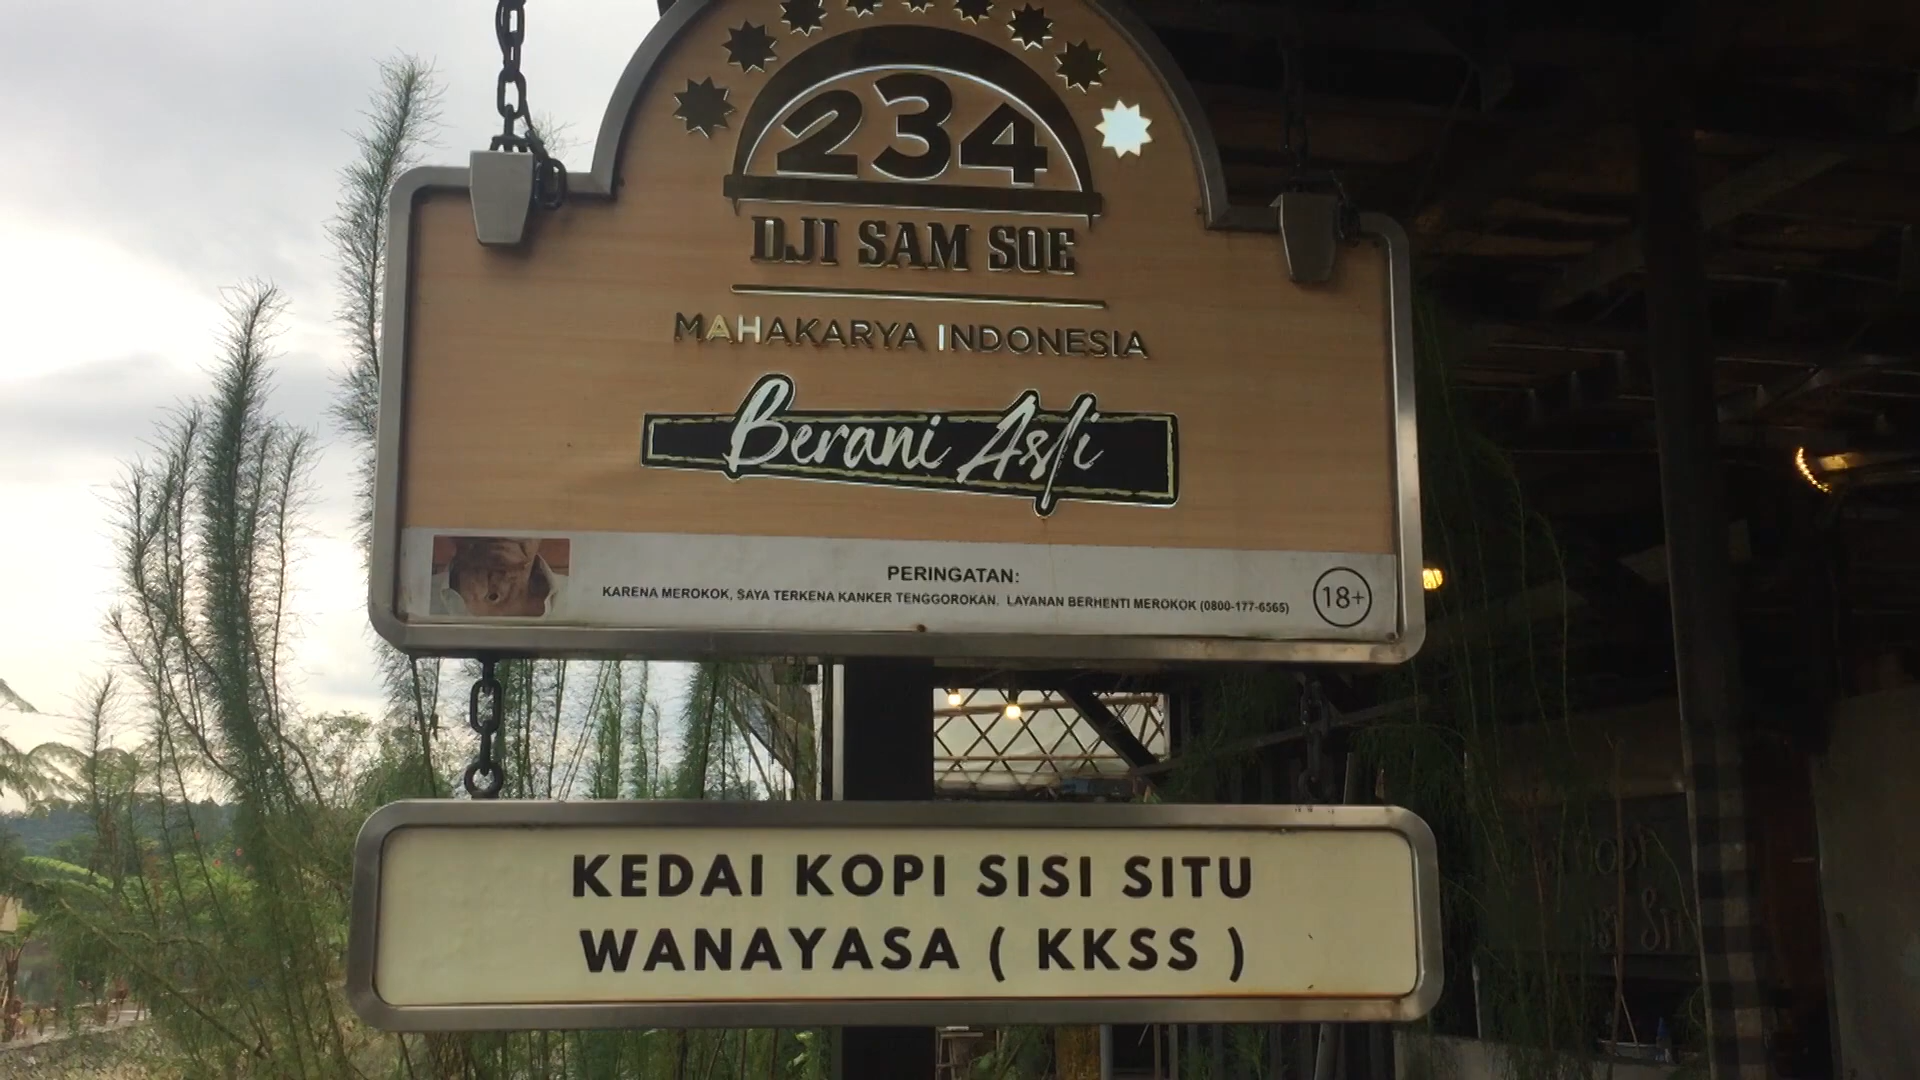 234
DJI SAM SOE
MAHAKARYA INDONESIA
Berani Asli
PERINGATAN:
KARENA MEROKOK, SAYA TERKENA KANKER TENGGOROKAN. LAYANAN BERHENTI MEROKOK (0800-177-6565)
18+
KEDAI KOPI SISI SITU
WANAYASA ( KKSS )